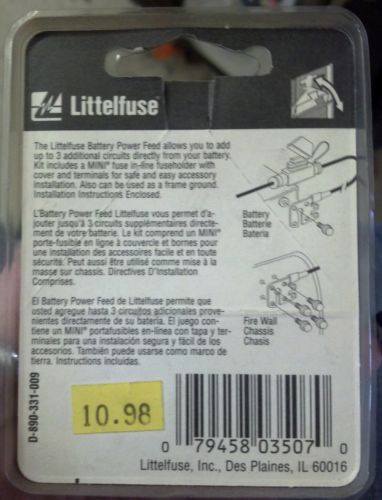 Littelfuse®
The Littelfuse Battery Power Feed allows you to add
up to 3 additional circuits directly from your battery.
Kit includes a MINI® fuse in-line fuseholder with
cover and terminals for safe and easy accessory
installation. Also can be used as a frame ground.
Installation Instructions Enclosed.
L'Battery Power Feed Littelfuse vous permet d'a-
jouter jusqu'à 3 circuits supplémentaires directe-
ment de votre batterie. Le kit comprend un MINI®
porte-fusible en ligne à couvercle et bornes pour
une installation des accessoires facile et en toute
sécurité. Peut aussi être utilisé comme mise à la
masse sur chassis. Directives D'Installation
Comprises.
El Battery Power Feed de Littelfuse permite que
usted agregue hasta 3 circuitos adicionales prove-
nientes directamente de su bateria. El juego con-
tiene un MINI® portafusibles en-linea con tapa y ter-
minales para una instalación segura y fácil de los
accesorios. También puede usarse como marco de
tierra. Instrucciones incluidas.
Battery
Batterie
Bateria
Fire Wall
Chassis
Chasis
D-890-331-009
10.98
0 79458 03507 0
Littelfuse, Inc., Des Plaines, IL 60016